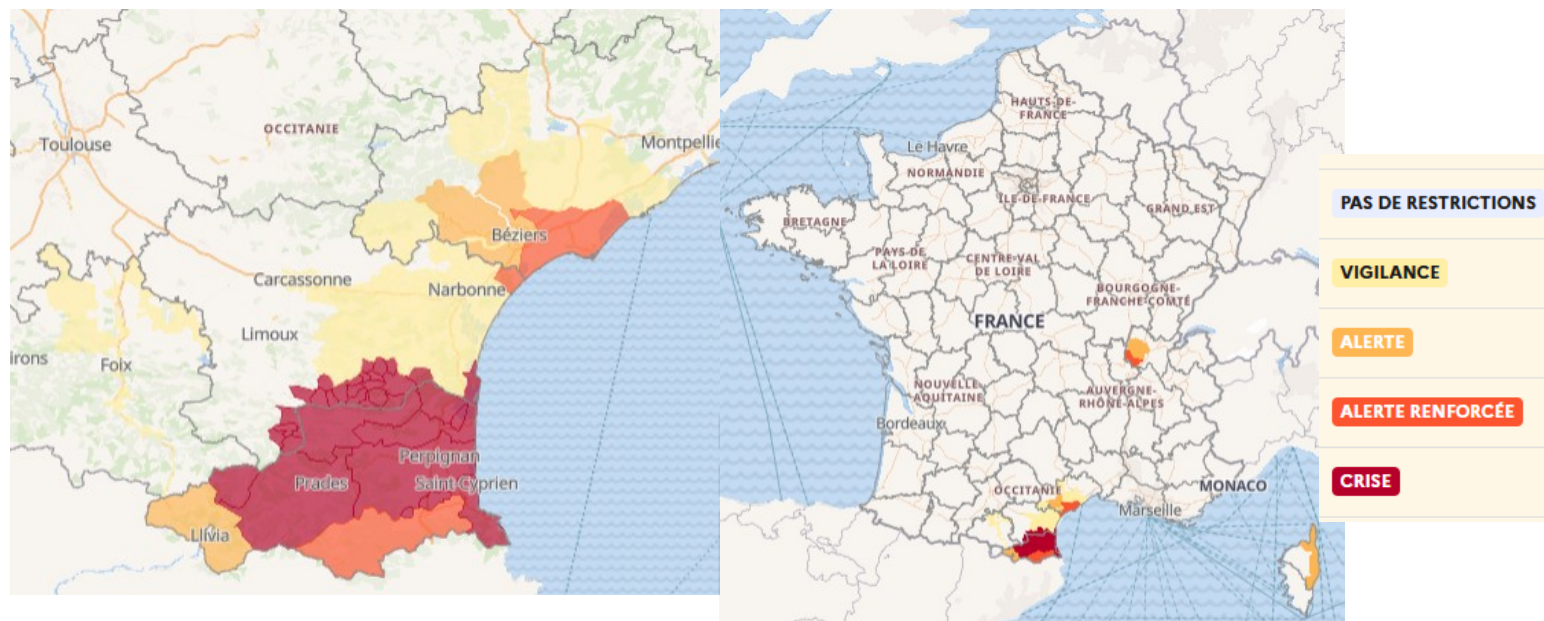 Toulouse
OCCITANIE
Montpellie
Béziers
Carcassonne
Narbonne
Limoux
irons
Foix
Perpignan
Prades
Saint-Cyprien
Llívia
HAUTS-DE-
FRANCE
Le Havre
NORMANDIE
ÎLE-DE-FRANCE
GRAND EST
BRETAGNE
PAYS DE
LA LOIRE
CENTRE-VAL
DE LOIRE
BOURGOGNE-
FRANCHE-COMTÉ
FRANCE
NOUVELLE-
AQUITAINE
AUVERGNE-
RHÔNE-ALPES
Bordeaux
OCCITANIE
MONACO
Marseille
PAS DE RESTRICTIONS
VIGILANCE
ALERTE
ALERTE RENFORCÉE
CRISE